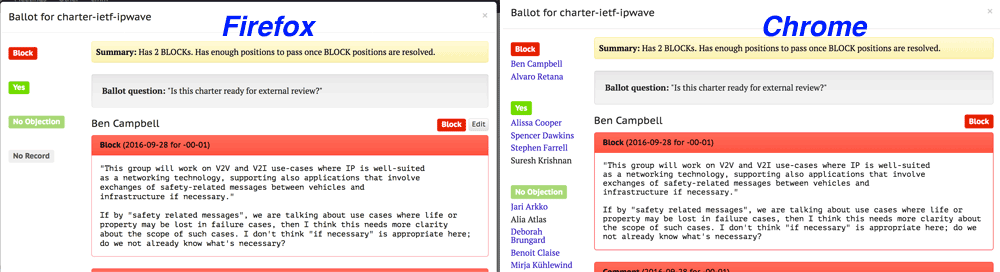 Ballot for charter-ietf-ipwave
Firefox
×
Block
Yes
No Objection
No Record
Summary: Has 2 BLOCKs. Has enough positions to pass once BLOCK positions are resolved.
Ballot question: "Is this charter ready for external review?"
Ben Campbell
Block Edit
Block (2016-09-28 for -00-01)
"This group will work on V2V and V2I use-cases where IP is well-suited
as a networking technology, supporting also applications that involve
exchanges of safety-related messages between vehicles and
infrastructure if necessary."
If by "safety related messages", we are talking about use cases where life or
property may be lost in failure cases, then I think this needs more clarity
about the scope of such cases. I don't think "if necessary" is appropriate here;
do we not already know what's necessary?
Ballot for charter-ietf-ipwave
Chrome
×
Block
Ben Campbell
Alvaro Retana
Yes
Alissa Cooper
Spencer Dawkins
Stephen Farrell
Suresh Krishnan
No Objection
Jari Arkko
Alia Atlas
Deborah
Brungard
Benoit Claise
Mirja Kühlewind
Summary: Has 2 BLOCKs. Has enough positions to pass once BLOCK positions are resolved.
Ballot question: "Is this charter ready for external review?"
Ben Campbell
Block
Block (2016-09-28 for -00-01)
"This group will work on V2V and V2I use-cases where IP is well-suited
as a networking technology, supporting also applications that involve
exchanges of safety-related messages between vehicles and
infrastructure if necessary."
If by "safety related messages", we are talking about use cases where life or
property may be lost in failure cases, then I think this needs more clarity about
the scope of such cases. I don't think "if necessary" is appropriate here; do we
not already know what's necessary?
Comment (2016-09-28 for -00-01)